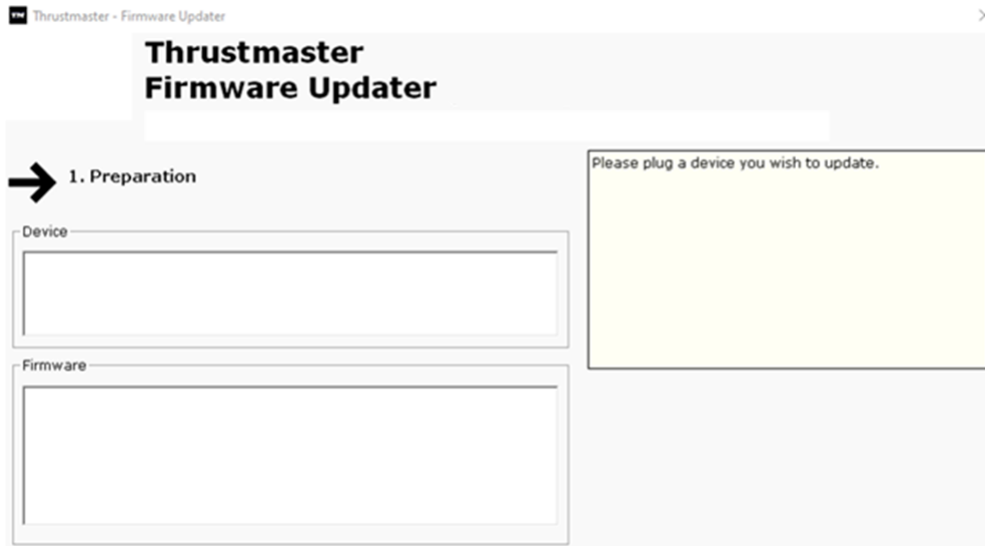 TM Thrustmaster - Firmware Updater
Thrustmaster
Firmware Updater
1. Preparation
Please plug a device you wish to update.
Device
Firmware